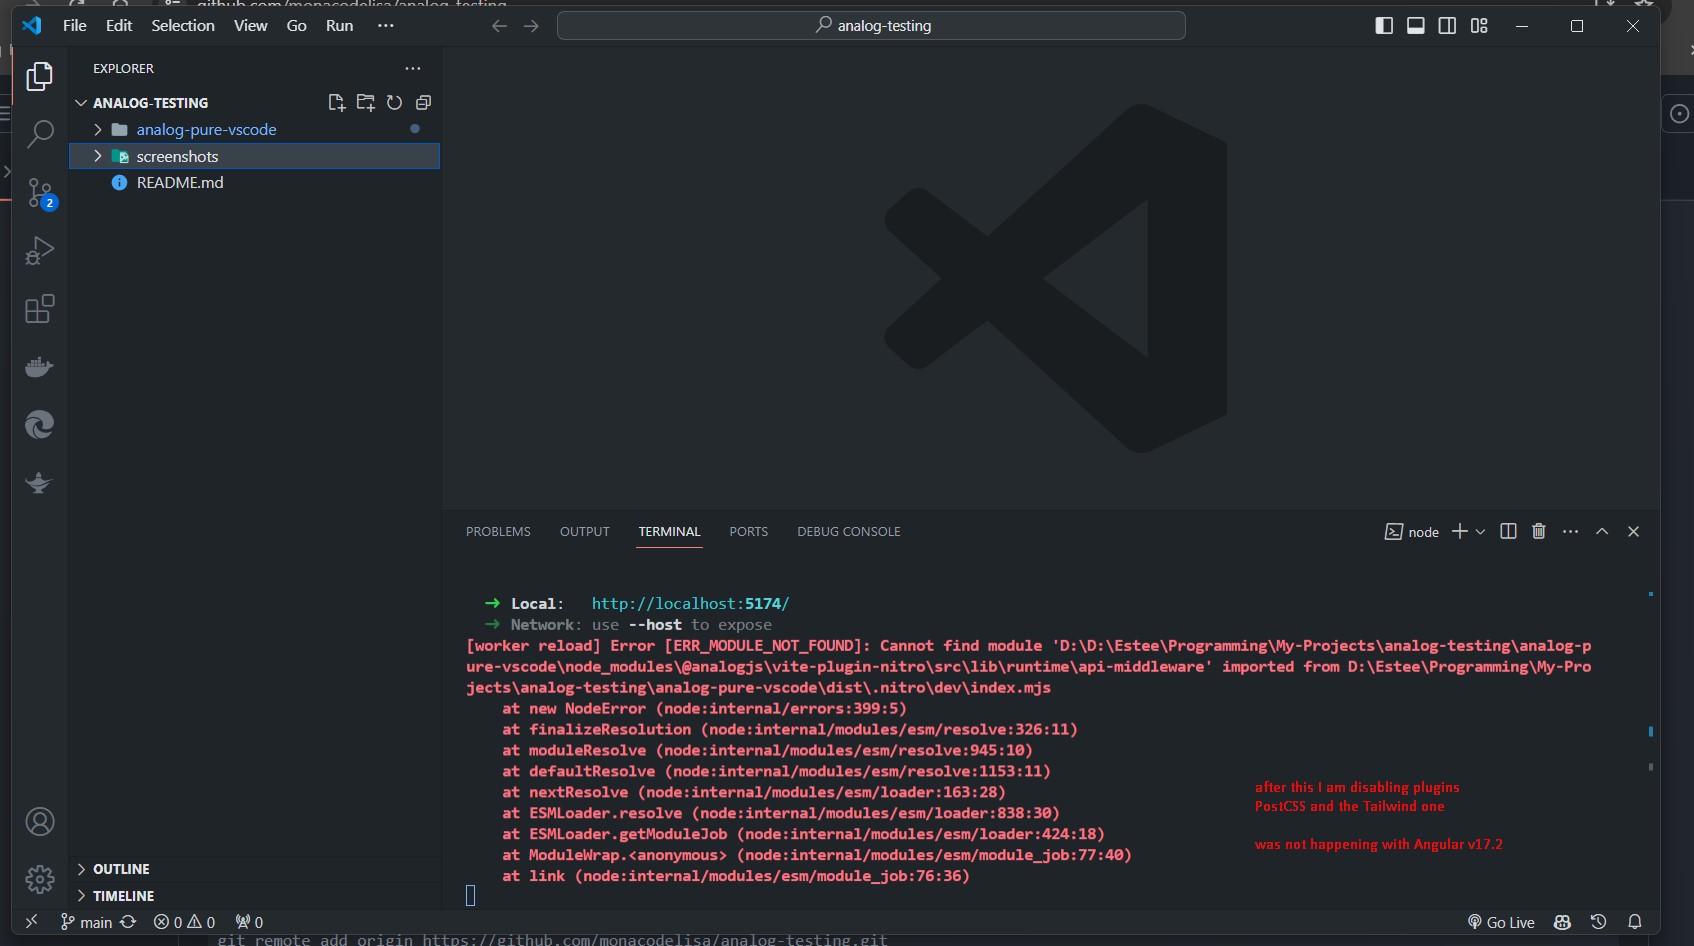 github.com/monacodelisa/analog-testing
File Edit Selection View Go Run ···
analog-testing
EXPLORER
ANALOG-TESTING
analog-pure-vscode
screenshots
README.md
2
PROBLEMS OUTPUT TERMINAL PORTS DEBUG CONSOLE
node
➜ Local: http://localhost:5174/
➜ Network: use --host to expose
[worker reload] Error [ERR_MODULE_NOT_FOUND]: Cannot find module 'D:\D:\Estee\Programming\My-Projects\analog-testing\analog-p
ure-vscode\node_modules\@analogjs\vite-plugin-nitro\src\lib\runtime\api-middleware' imported from D:\Estee\Programming\My-Pro
jects\analog-testing\analog-pure-vscode\dist\.nitro\dev\index.mjs
at new NodeError (node:internal/errors:399:5)
at finalizeResolution (node:internal/modules/esm/resolve:326:11)
at moduleResolve (node:internal/modules/esm/resolve:945:10)
at defaultResolve (node:internal/modules/esm/resolve:1153:11)
at nextResolve (node:internal/modules/esm/loader:163:28)
at ESMLoader.resolve (node:internal/modules/esm/loader:838:30)
at ESMLoader.getModuleJob (node:internal/modules/esm/loader:424:18)
at ModuleWrap.<anonymous> (node:internal/modules/esm/module_job:77:40)
at link (node:internal/modules/esm/module_job:76:36)
after this I am disabling plugins
PostCSS and the Tailwind one
was not happening with Angular v17.2
OUTLINE
TIMELINE
main 0 0 0
Go Live
git remote add origin https://github.com/monacodelisa/analog-testing.git